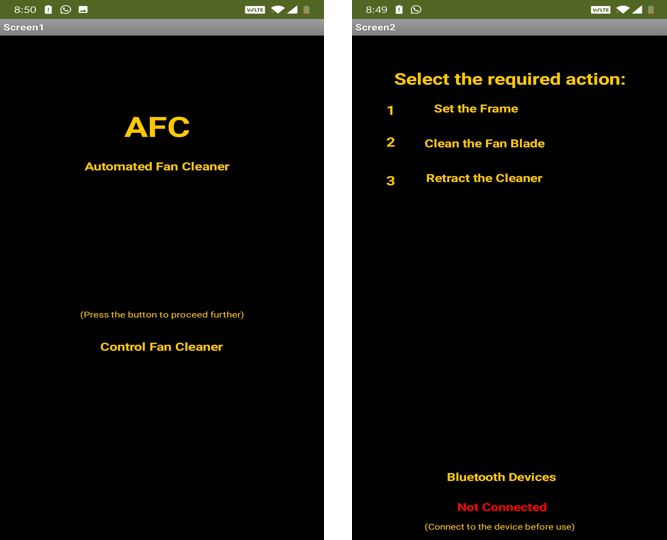 8:50
VoLTE
Screen1
AFC
Automated Fan Cleaner
(Press the button to proceed further)
Control Fan Cleaner
8:49
VoLTE
Screen2
Select the required action:
1 Set the Frame
2 Clean the Fan Blade
3 Retract the Cleaner
Bluetooth Devices
Not Connected
(Connect to the device before use)